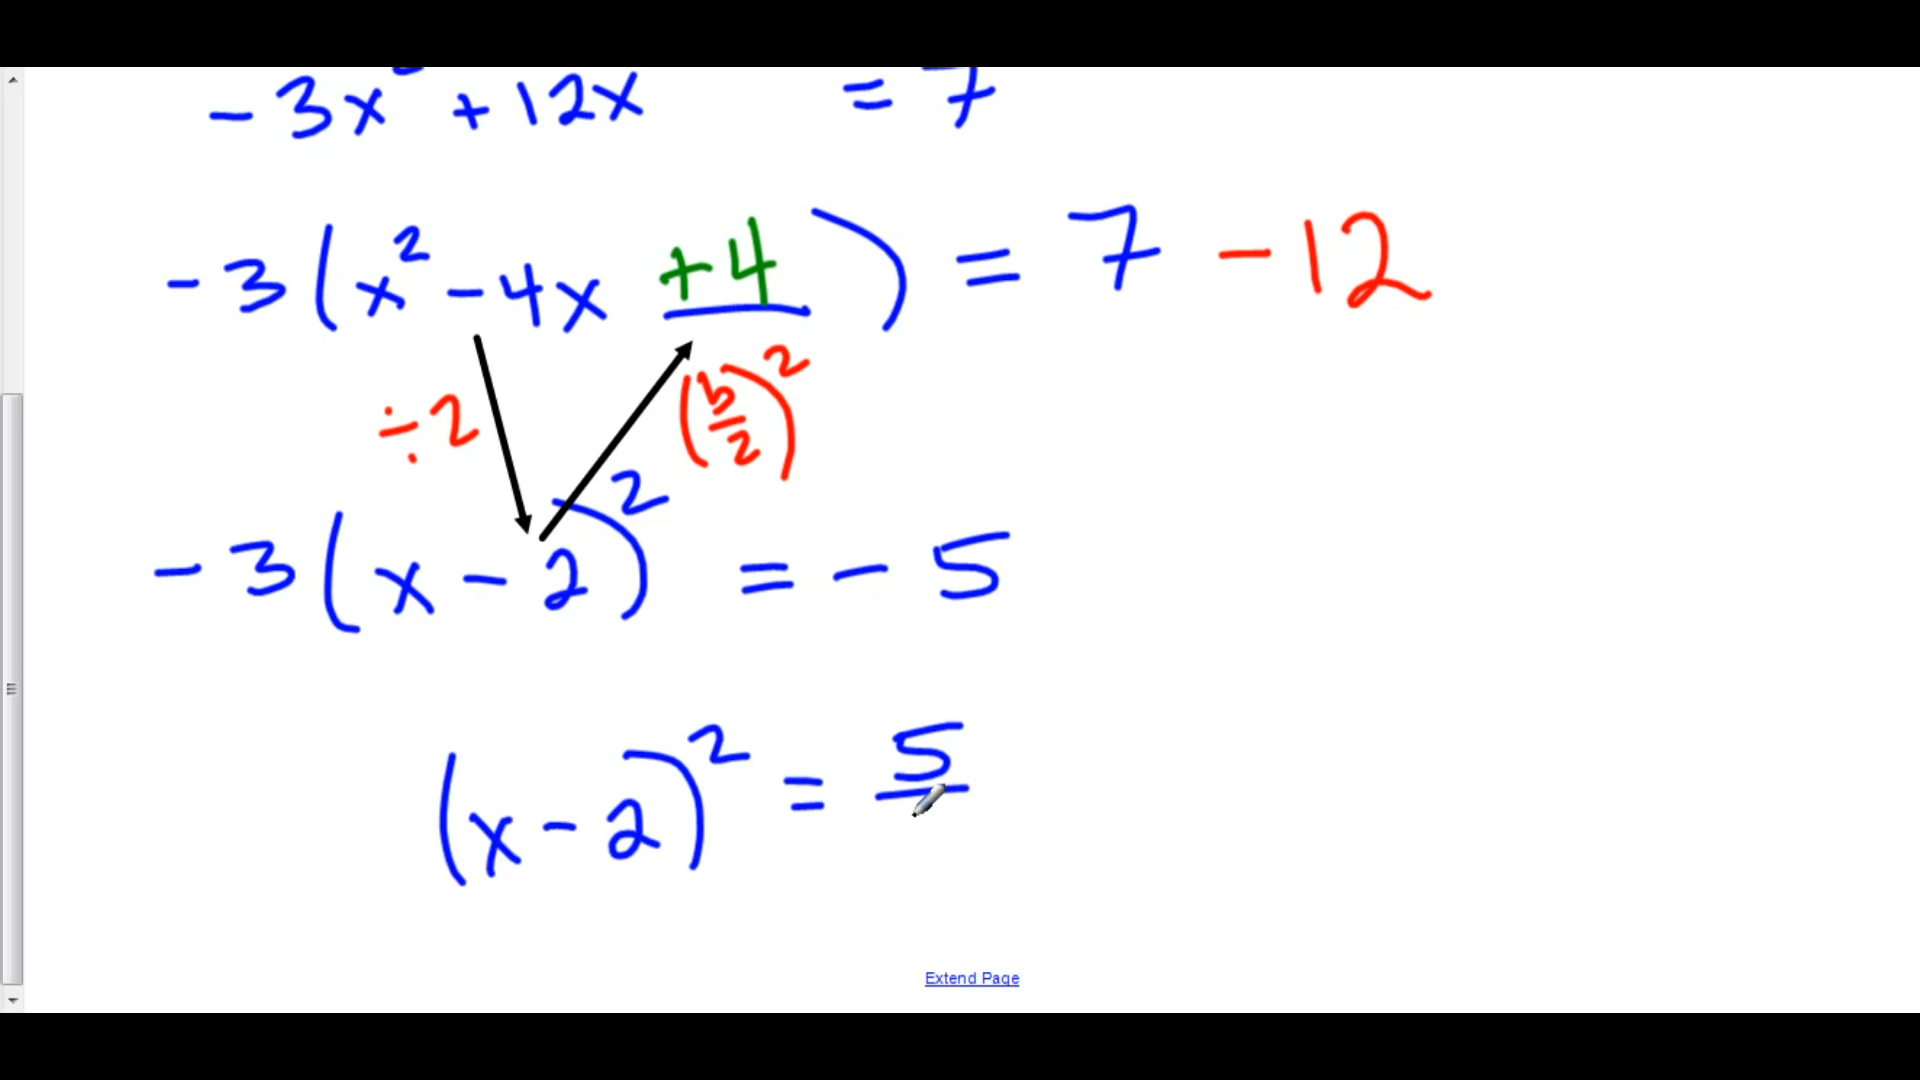 -3x² + 12x = 7
-3(x² - 4x +4) = 7 - 12
÷2 (b/2)²
-3(x - 2)² = -5
(x - 2)² = 5/
Extend Page